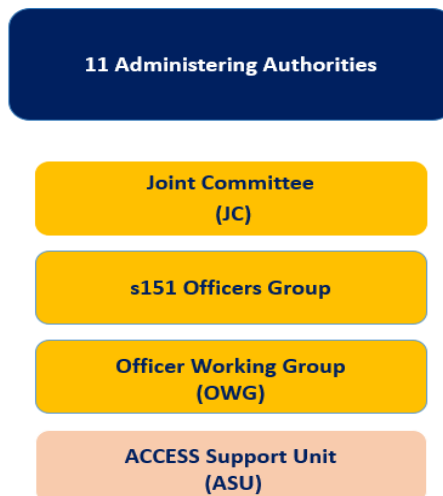 11 Administering Authorities
Joint Committee
(JC)
s151 Officers Group
Officer Working Group
(OWG)
ACCESS Support Unit
(ASU)